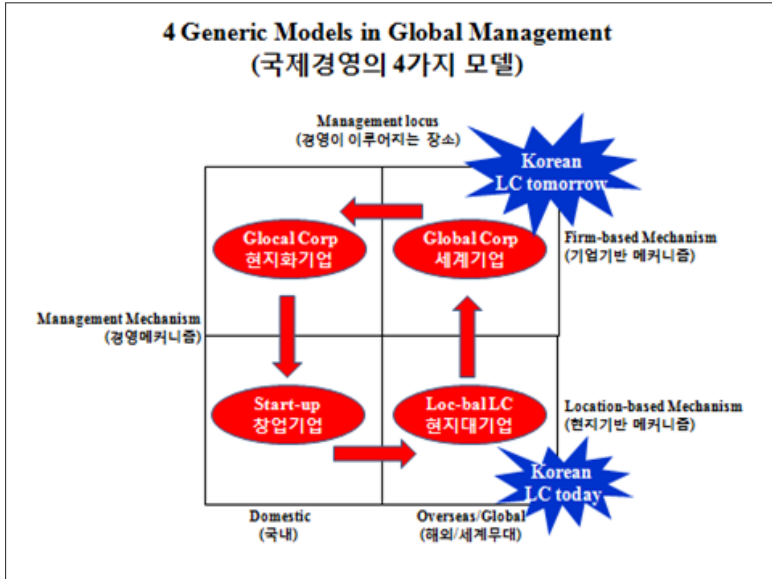 4 Generic Models in Global Management
(국제경영의 4가지 모델)
Management locus
(경영이 이루어지는 장소)
Korean
LC tomorrow
Glocal Corp
현지화기업
Global Corp
세계기업
Firm-based Mechanism
(기업기반 메커니즘)
Management Mechanism
(경영메커니즘)
Start-up
창업기업
Loc-bal LC
현지대기업
Location-based Mechanism
(현지기반 메커니즘)
Korean
LC today
Domestic
(국내)
Overseas/Global
(해외/세계무대)